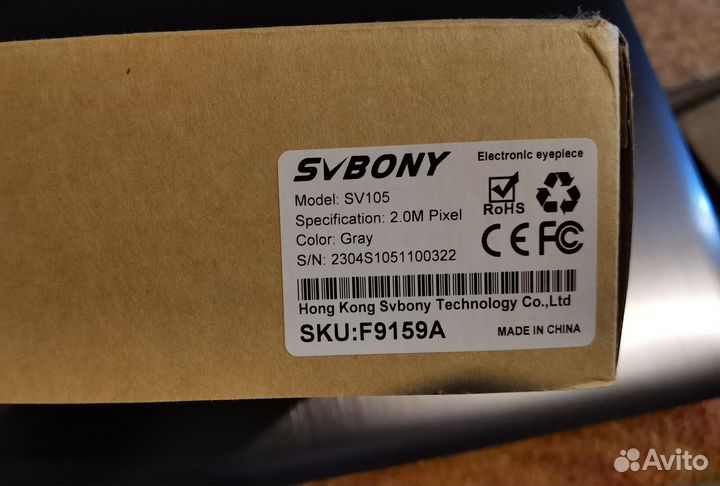 SVBONY
Electronic eyepiece
Model: SV105
Specification: 2.0M Pixel
Color: Gray
S/N: 2304S1051100322
RoHS
CE FC
Hong Kong Svbony Technology Co.,Ltd
SKU:F9159A
MADE IN CHINA
Avito